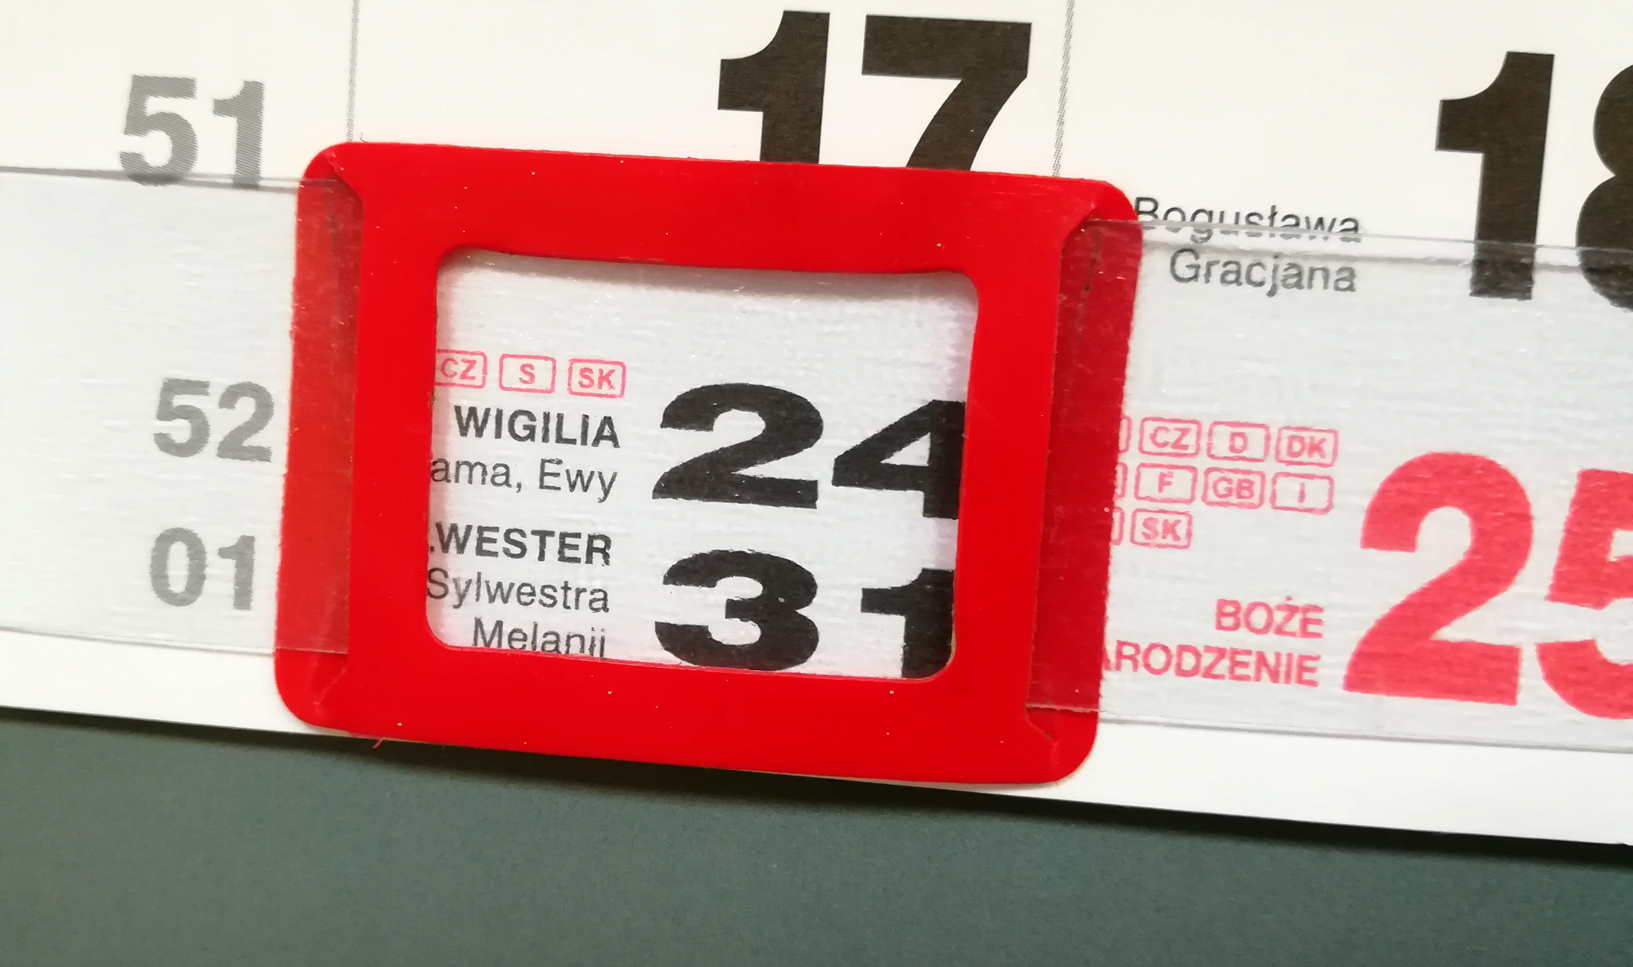 51 17 18
Bogusława
Gracjana
52 CZ S SK
WIGILIA 24
ama, Ewy
01 .WESTER 31
Sylwestra
Melanii
CZ D DK
F GB I
SK
BOŻE 25
ARODZENIE